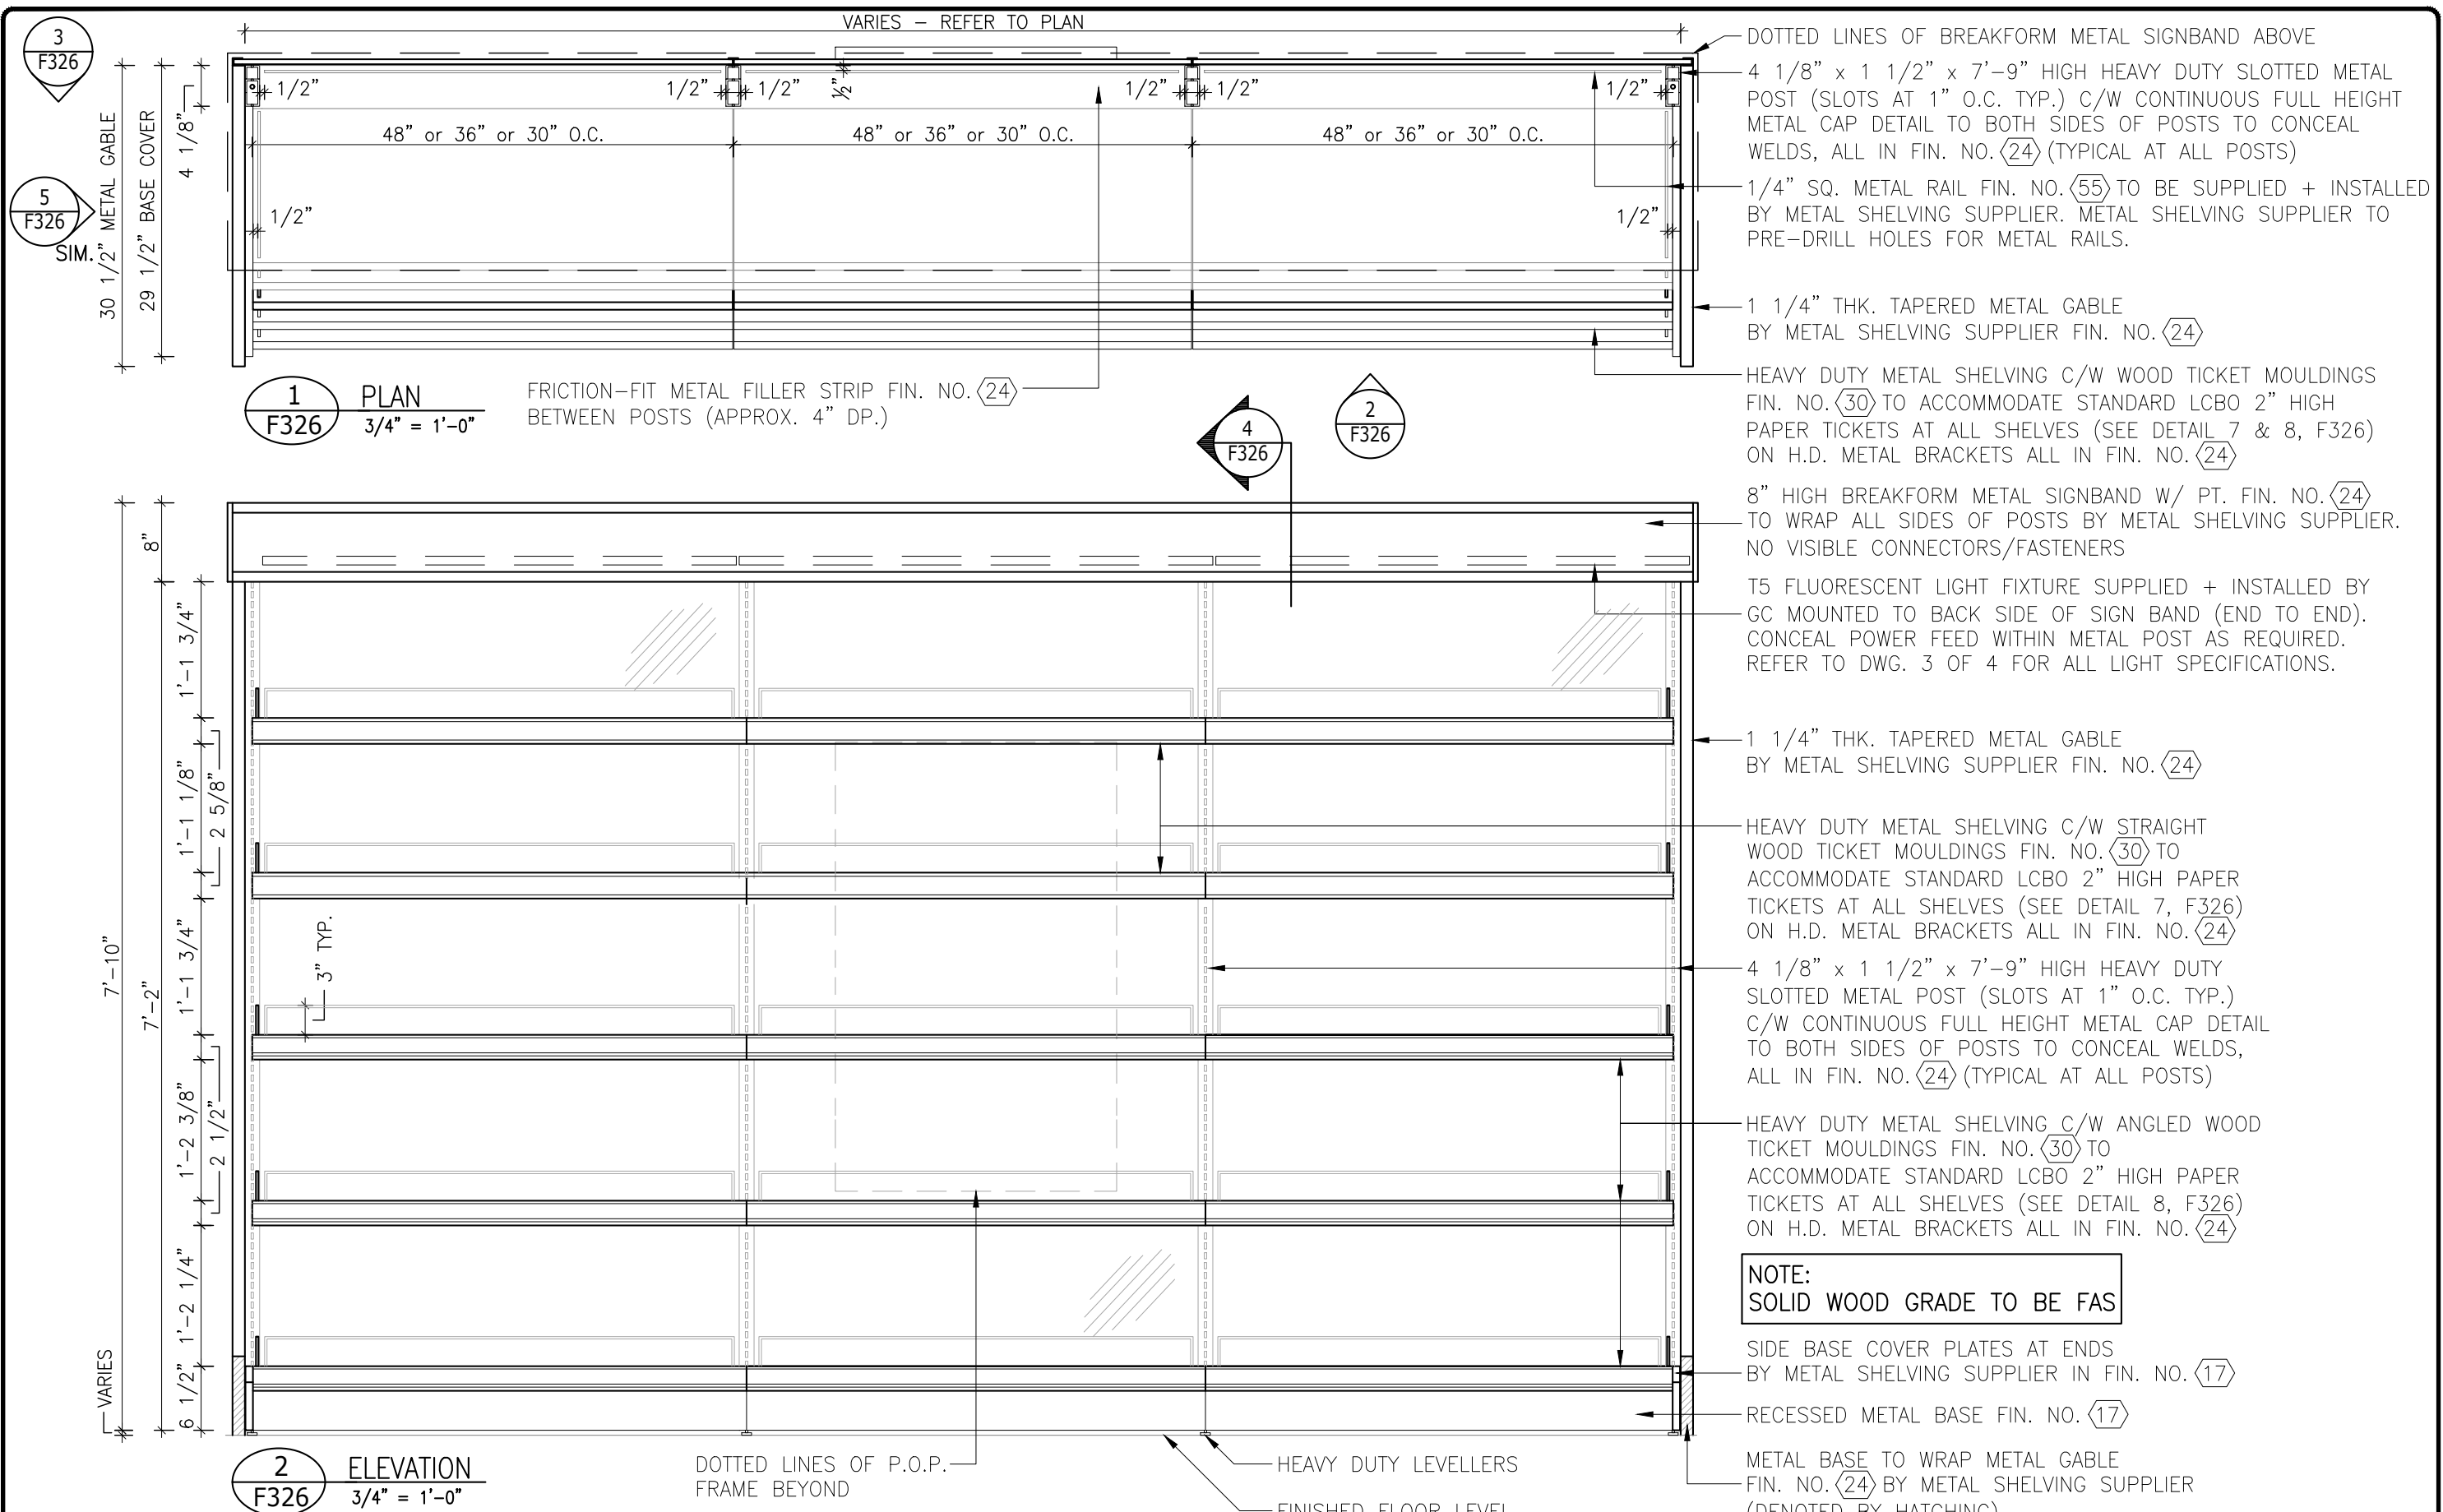 VARIES – REFER TO PLAN
3
F326
5
F326
SIM.
30 1/2" METAL GABLE
29 1/2" BASE COVER
4 1/8"
1/2"
1/2"
1/2"
1/2"
1/2"
1/2"
1/2"
48" or 36" or 30" O.C.
48" or 36" or 30" O.C.
48" or 36" or 30" O.C.
1/2"
1/2"
1
F326
PLAN
3/4" = 1'-0"
FRICTION-FIT METAL FILLER STRIP FIN. NO. 24
BETWEEN POSTS (APPROX. 4" DP.)
4
F326
2
F326
DOTTED LINES OF BREAKFORM METAL SIGNBAND ABOVE
4 1/8" x 1 1/2" x 7'-9" HIGH HEAVY DUTY SLOTTED METAL
POST (SLOTS AT 1" O.C. TYP.) C/W CONTINUOUS FULL HEIGHT
METAL CAP DETAIL TO BOTH SIDES OF POSTS TO CONCEAL
WELDS, ALL IN FIN. NO. 24 (TYPICAL AT ALL POSTS)
1/4" SQ. METAL RAIL FIN. NO. 55 TO BE SUPPLIED + INSTALLED
BY METAL SHELVING SUPPLIER. METAL SHELVING SUPPLIER TO
PRE-DRILL HOLES FOR METAL RAILS.
1 1/4" THK. TAPERED METAL GABLE
BY METAL SHELVING SUPPLIER FIN. NO. 24
HEAVY DUTY METAL SHELVING C/W WOOD TICKET MOULDINGS
FIN. NO. 30 TO ACCOMMODATE STANDARD LCBO 2" HIGH
PAPER TICKETS AT ALL SHELVES (SEE DETAIL 7 & 8, F326)
ON H.D. METAL BRACKETS ALL IN FIN. NO. 24
8" HIGH BREAKFORM METAL SIGNBAND W/ PT. FIN. NO. 24
TO WRAP ALL SIDES OF POSTS BY METAL SHELVING SUPPLIER.
NO VISIBLE CONNECTORS/FASTENERS
T5 FLUORESCENT LIGHT FIXTURE SUPPLIED + INSTALLED BY
GC MOUNTED TO BACK SIDE OF SIGN BAND (END TO END).
CONCEAL POWER FEED WITHIN METAL POST AS REQUIRED.
REFER TO DWG. 3 OF 4 FOR ALL LIGHT SPECIFICATIONS.
1 1/4" THK. TAPERED METAL GABLE
BY METAL SHELVING SUPPLIER FIN. NO. 24
HEAVY DUTY METAL SHELVING C/W STRAIGHT
WOOD TICKET MOULDINGS FIN. NO. 30 TO
ACCOMMODATE STANDARD LCBO 2" HIGH PAPER
TICKETS AT ALL SHELVES (SEE DETAIL 7, F326)
ON H.D. METAL BRACKETS ALL IN FIN. NO. 24
4 1/8" x 1 1/2" x 7'-9" HIGH HEAVY DUTY
SLOTTED METAL POST (SLOTS AT 1" O.C. TYP.)
C/W CONTINUOUS FULL HEIGHT METAL CAP DETAIL
TO BOTH SIDES OF POSTS TO CONCEAL WELDS,
ALL IN FIN. NO. 24 (TYPICAL AT ALL POSTS)
HEAVY DUTY METAL SHELVING C/W ANGLED WOOD
TICKET MOULDINGS FIN. NO. 30 TO
ACCOMMODATE STANDARD LCBO 2" HIGH PAPER
TICKETS AT ALL SHELVES (SEE DETAIL 8, F326)
ON H.D. METAL BRACKETS ALL IN FIN. NO. 24
NOTE:
SOLID WOOD GRADE TO BE FAS
SIDE BASE COVER PLATES AT ENDS
BY METAL SHELVING SUPPLIER IN FIN. NO. 17
RECESSED METAL BASE FIN. NO. 17
METAL BASE TO WRAP METAL GABLE
FIN. NO. 24 BY METAL SHELVING SUPPLIER
(DENOTED BY HATCHING)
7'-10"
VARIES
8"
7'-2"
1'-1 3/4"
1'-1 1/8"
2 5/8"
1'-1 3/4"
3" TYP.
1'-2 3/8"
2 1/2"
1'-2 1/4"
6 1/2"
2
F326
ELEVATION
3/4" = 1'-0"
DOTTED LINES OF P.O.P.
FRAME BEYOND
HEAVY DUTY LEVELLERS
FINISHED FLOOR LEVEL